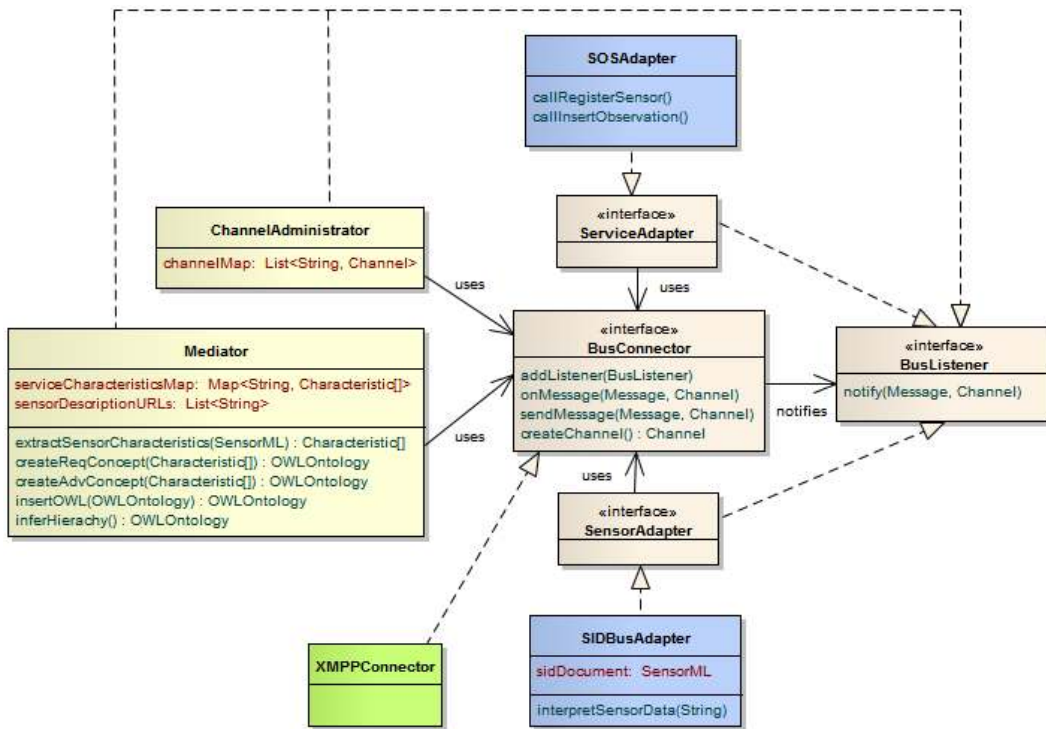 SOSAdapter
callRegisterSensor()
callInsertObservation()
«interface»
ServiceAdapter
ChannelAdministrator
channelMap: List<String, Channel>
uses
uses
«interface»
BusConnector
addListener(BusListener)
onMessage(Message, Channel)
sendMessage(Message, Channel)
createChannel() : Channel
«interface»
BusListener
notify(Message, Channel)
notifies
Mediator
serviceCharacteristicsMap: Map<String, Characteristic[]>
sensorDescriptionURLs: List<String>
extractSensorCharacteristics(SensorML) : Characteristic[]
createReqConcept(Characteristic[]) : OWLOntology
createAdvConcept(Characteristic[]) : OWLOntology
insertOWL(OWLOntology) : OWLOntology
inferHierachy() : OWLOntology
uses
uses
«interface»
SensorAdapter
XMPPConnector
SIDBusAdapter
sidDocument: SensorML
interpretSensorData(String)